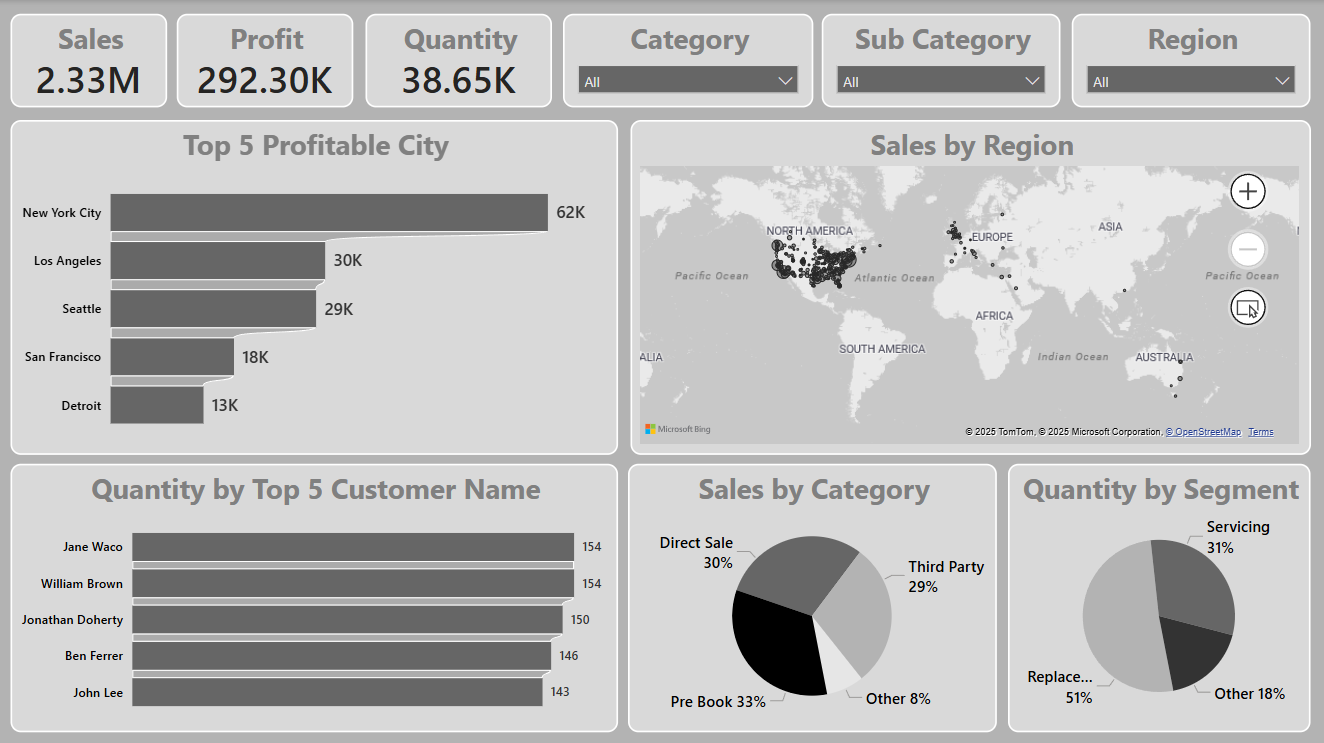 Sales
2.33M
Profit
292.30K
Quantity
38.65K
Category
All
Sub Category
All
Region
All
Top 5 Profitable City
New York City 62K
Los Angeles 30K
Seattle 29K
San Francisco 18K
Detroit 13K
Sales by Region
NORTH AMERICA
EUROPE
ASIA
Pacific Ocean
Atlantic Ocean
Pacific Ocean
AFRICA
SOUTH AMERICA
Indian Ocean
AUSTRALIA
ALIA
Microsoft Bing
© 2025 TomTom, © 2025 Microsoft Corporation, © OpenStreetMap Terms
Quantity by Top 5 Customer Name
Jane Waco 154
William Brown 154
Jonathan Doherty 150
Ben Ferrer 146
John Lee 143
Sales by Category
Direct Sale
30%
Third Party
29%
Pre Book 33%
Other 8%
Quantity by Segment
Servicing
31%
Replace...
51%
Other 18%